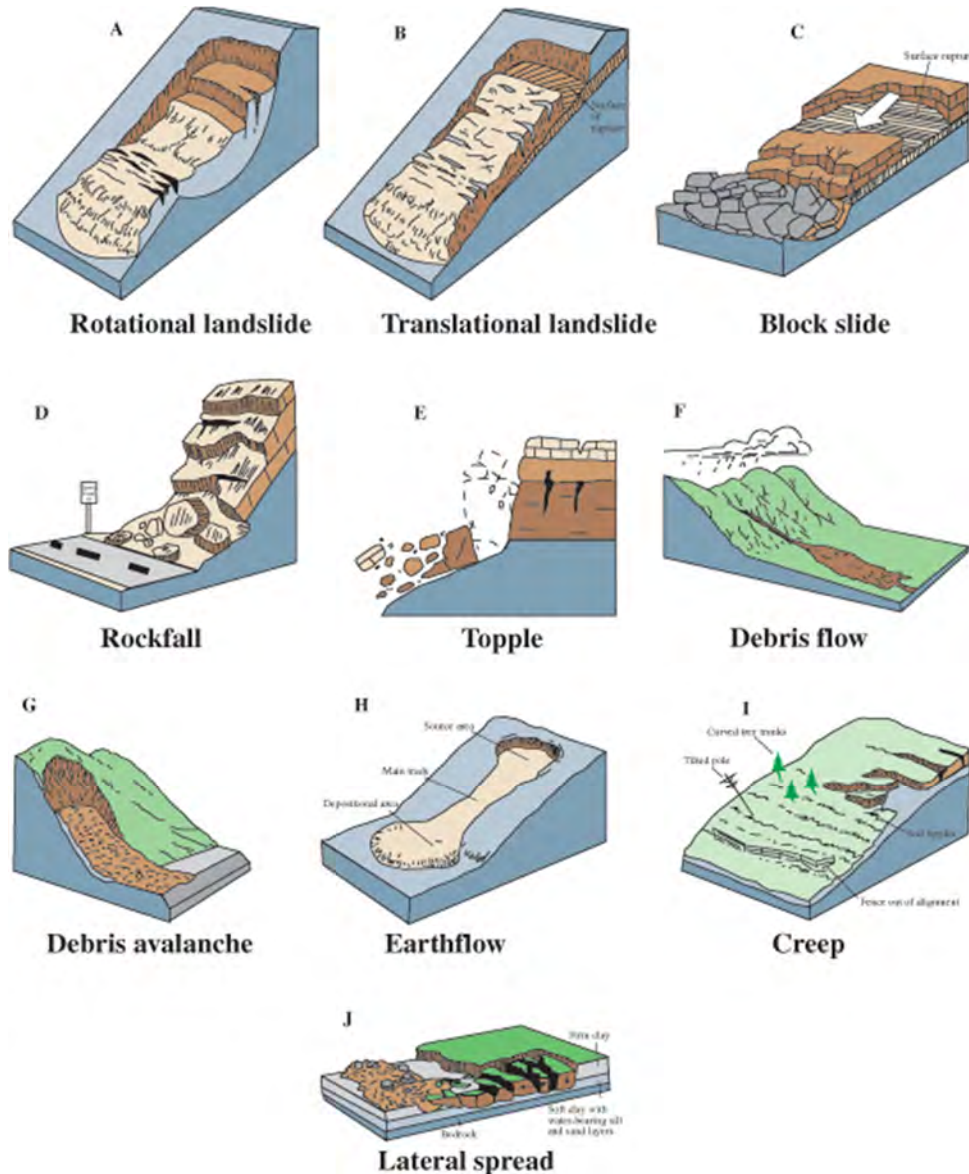 A
B
C
Surface rupture
Surface
of
rupture
Rotational landslide
Translational landslide
Block slide
D
E
F
Rockfall
Topple
Debris flow
G
H
I
Source area
Main track
Depositional area
Curved tree trunks
Tilted pole
Soil ripples
Fence out of alignment
Debris avalanche
Earthflow
Creep
J
Firm clay
Soft clay with
water-bearing silt
and sand layers
Bedrock
Lateral spread